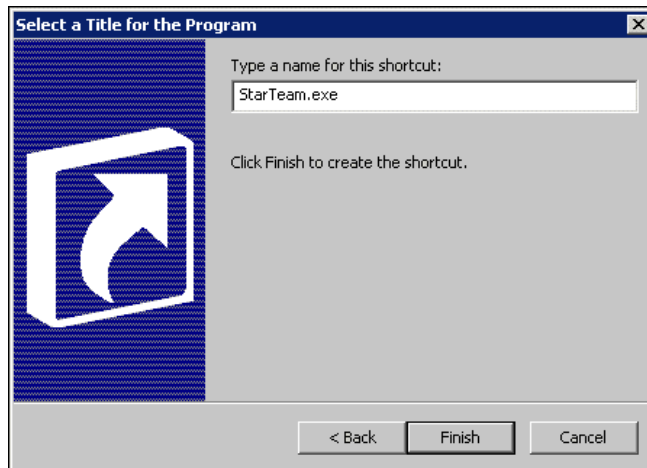 Select a Title for the Program
Type a name for this shortcut:
StarTeam.exe
Click Finish to create the shortcut.
< Back
Finish
Cancel